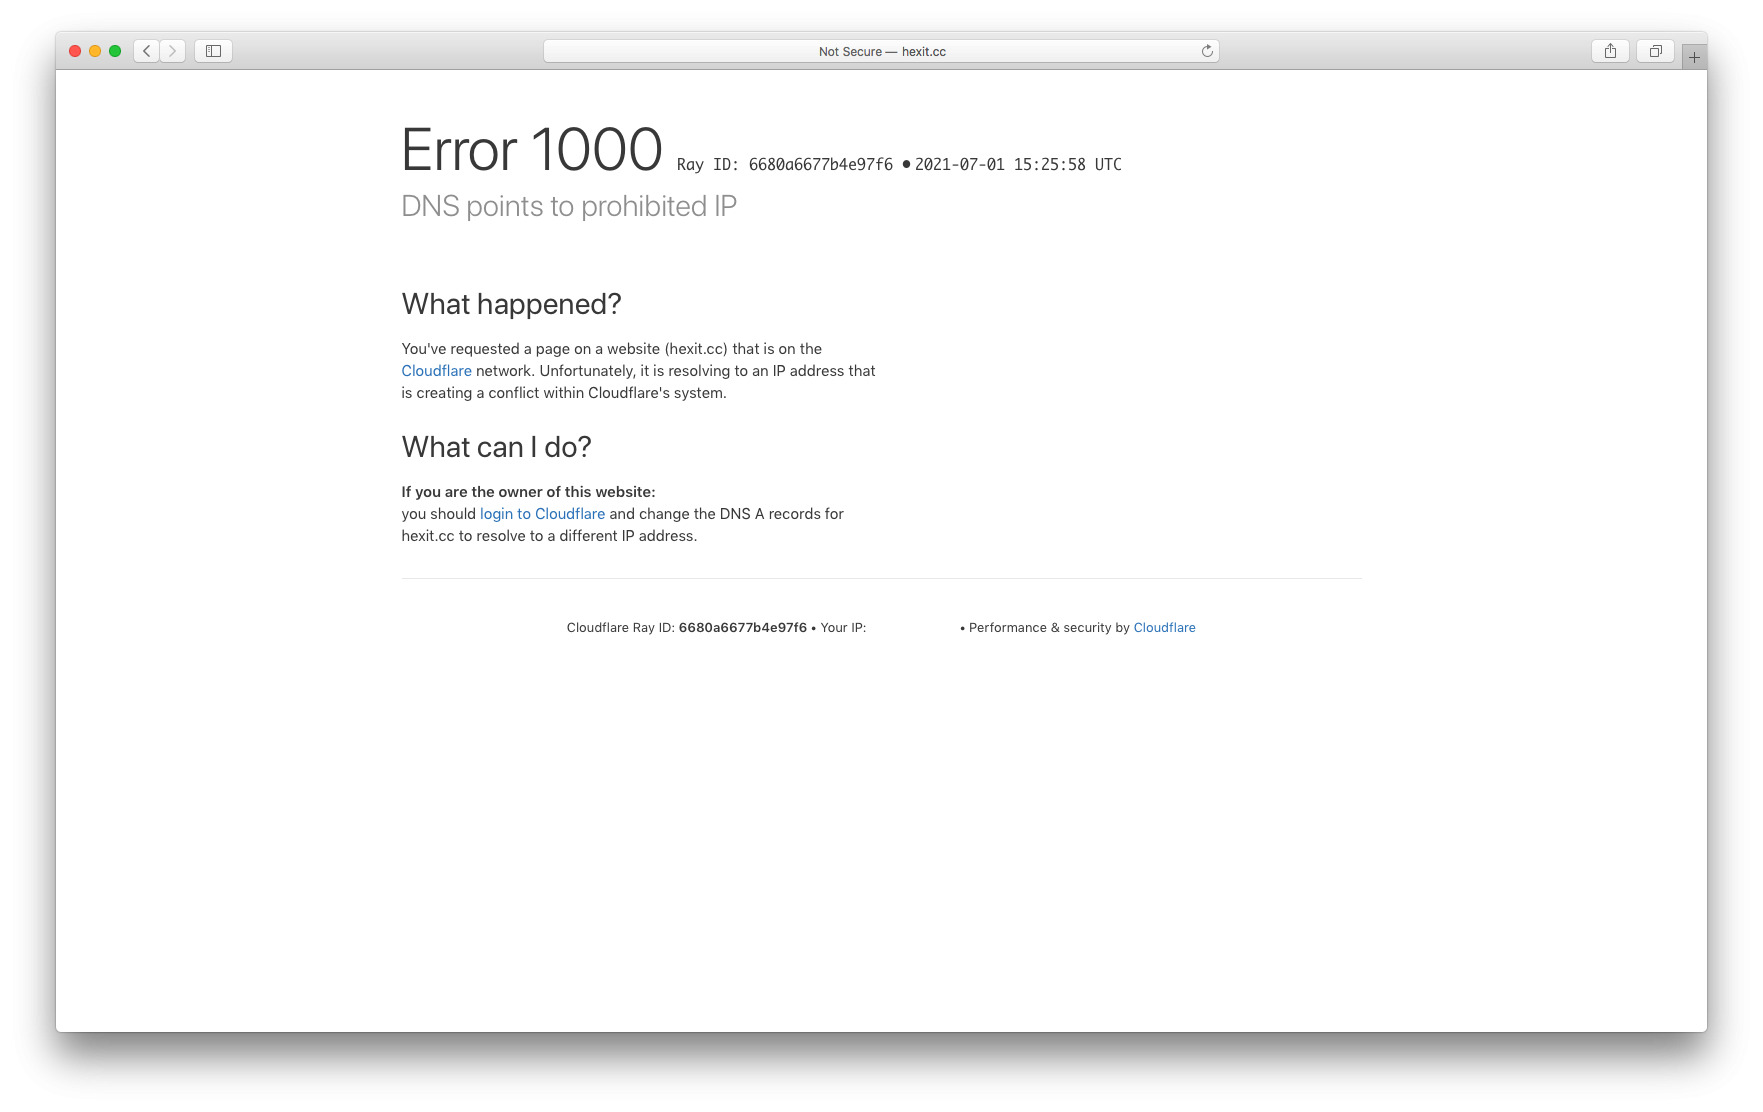 Not Secure — hexit.cc
Error 1000 Ray ID: 6680a6677b4e97f6 • 2021-07-01 15:25:58 UTC
DNS points to prohibited IP
What happened?
You've requested a page on a website (hexit.cc) that is on the
Cloudflare network. Unfortunately, it is resolving to an IP address that
is creating a conflict within Cloudflare's system.
What can I do?
If you are the owner of this website:
you should login to Cloudflare and change the DNS A records for
hexit.cc to resolve to a different IP address.
Cloudflare Ray ID: 6680a6677b4e97f6 • Your IP: • Performance & security by Cloudflare